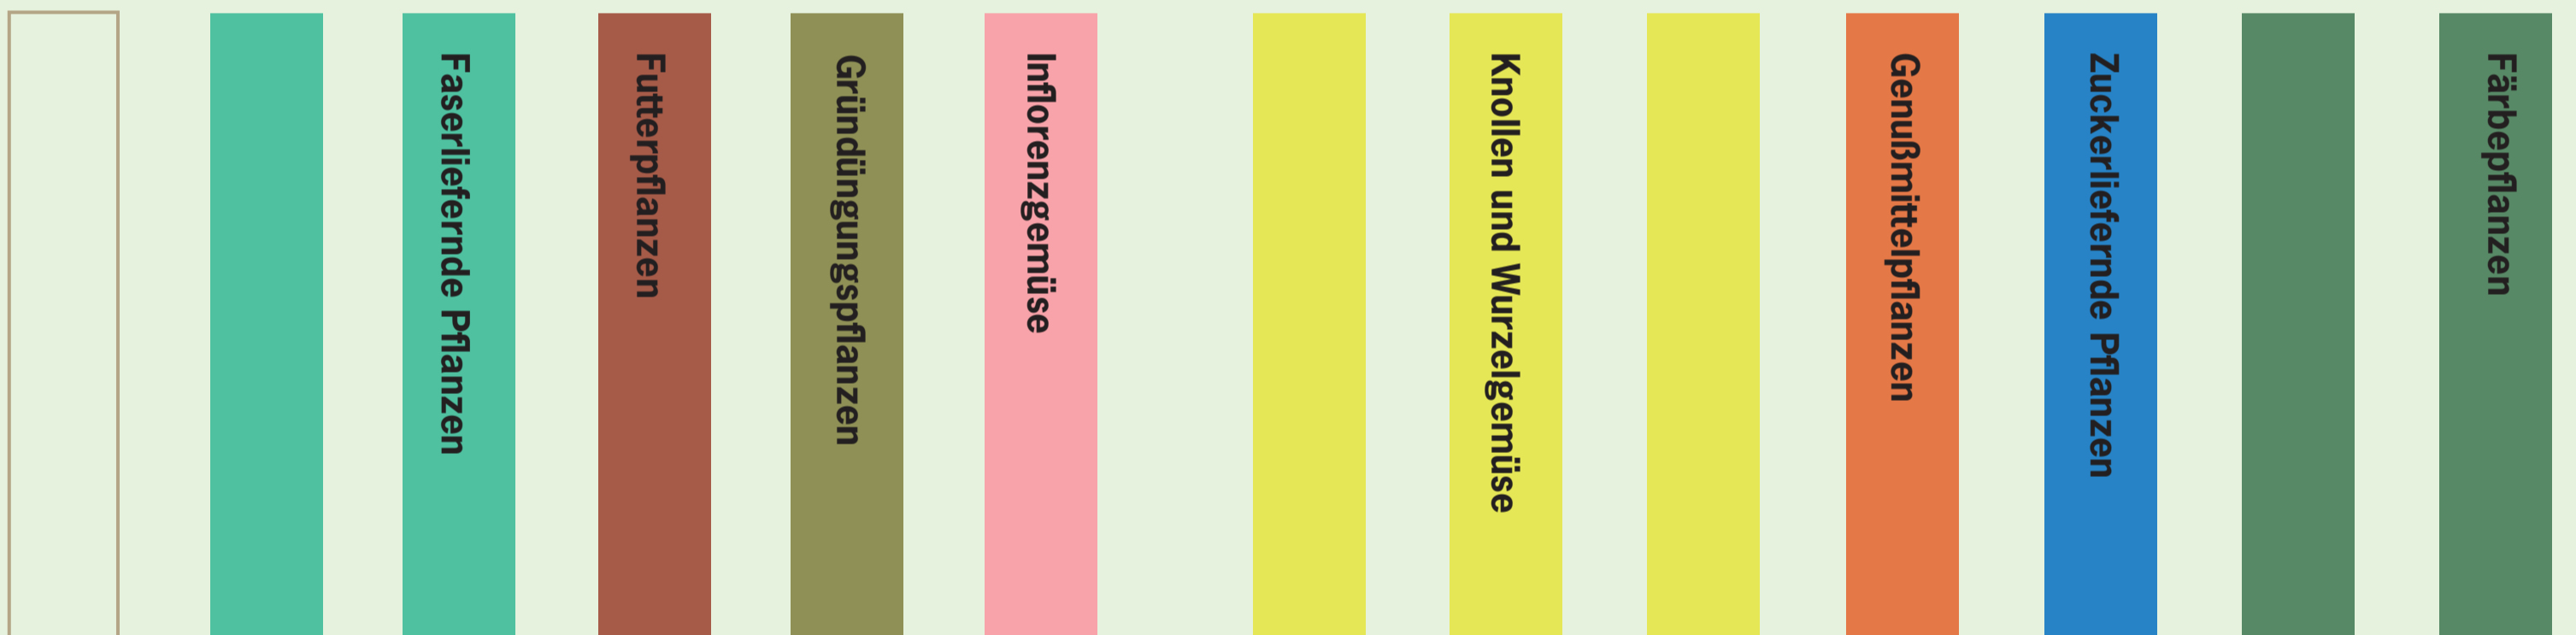 Faserliefernde Pflanzen
Futterpflanzen
Gründüngungspflanzen
Inflorenzgemüse
Knollen und Wurzelgemüse
Genußmittelpflanzen
Zuckerliefernde Pflanzen
Färbepflanzen